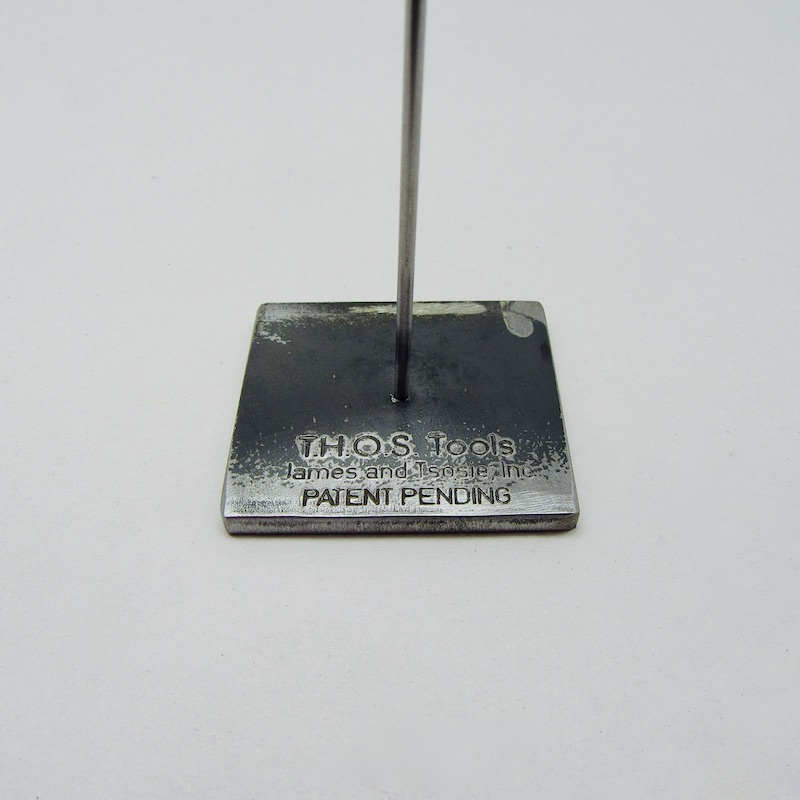 T.H.O.S. Tools
James and Tsosie, Inc.
PATENT PENDING